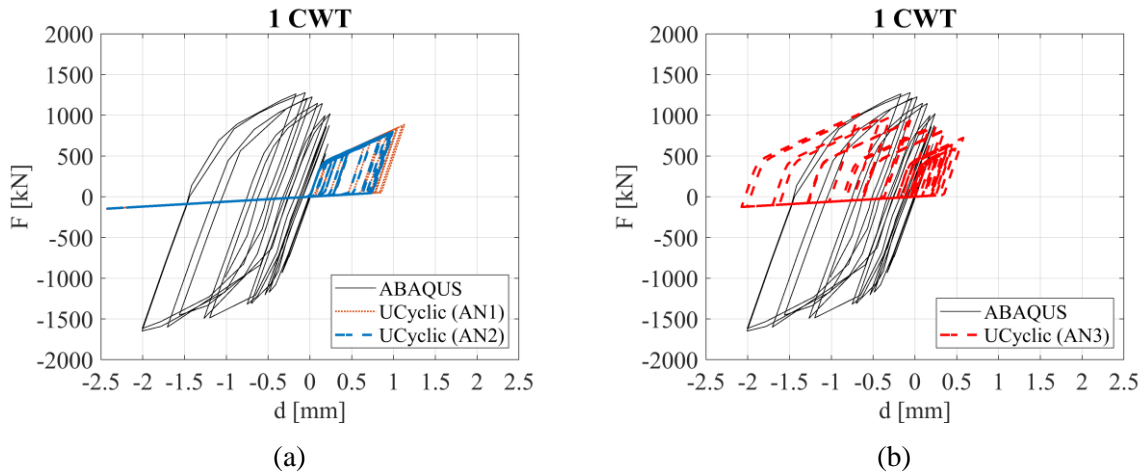 1 CWT
2000
1500
1000
500
0
-500
-1000
-1500
-2000
F [kN]
-2.5 -2 -1.5 -1 -0.5 0 0.5 1 1.5 2 2.5
d [mm]
ABAQUS
UCyclic (AN1)
UCyclic (AN2)
(a)
1 CWT
2000
1500
1000
500
0
-500
-1000
-1500
-2000
F [kN]
-2.5 -2 -1.5 -1 -0.5 0 0.5 1 1.5 2 2.5
d [mm]
ABAQUS
UCyclic (AN3)
(b)